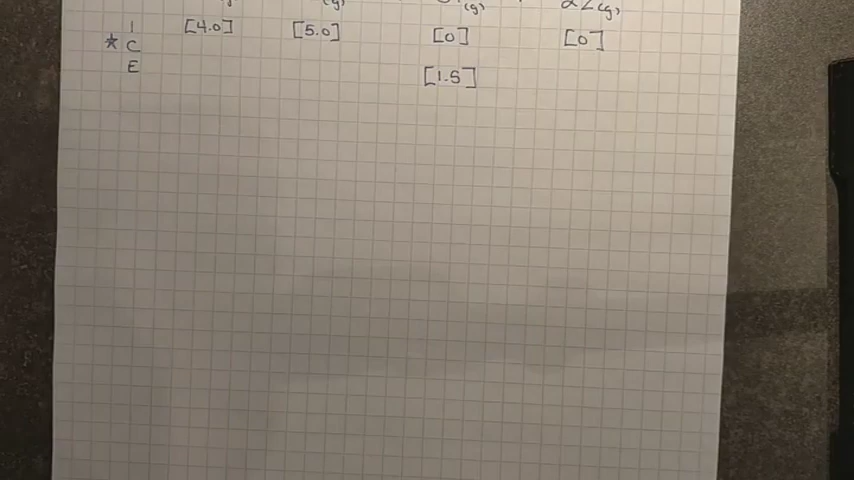 (g) (g) (g)
I [4.0] [5.0] [0] [0]
* C
E [1.5]